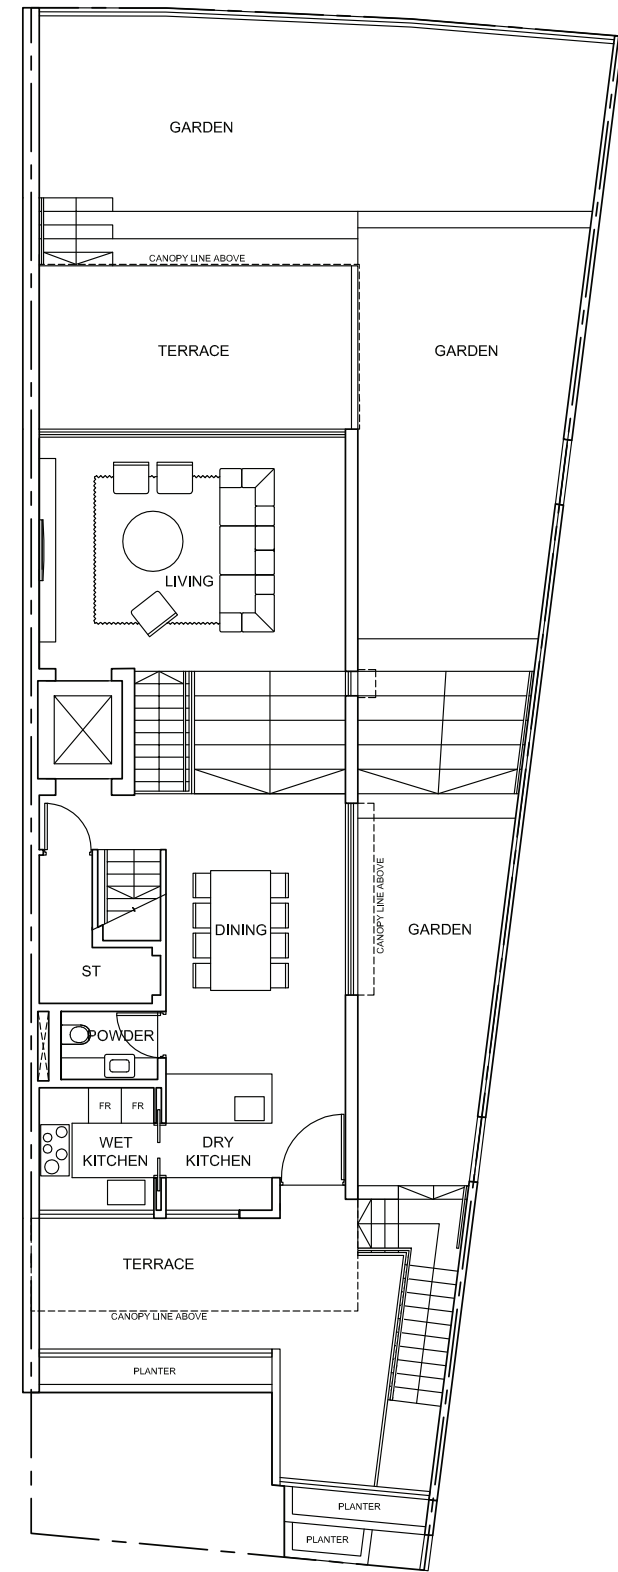 GARDEN
CANOPY LINE ABOVE
TERRACE
GARDEN
LIVING
CANOPY LINE ABOVE
DINING
GARDEN
ST
POWDER
FR
FR
WET
KITCHEN
DRY
KITCHEN
TERRACE
CANOPY LINE ABOVE
PLANTER
PLANTER
PLANTER